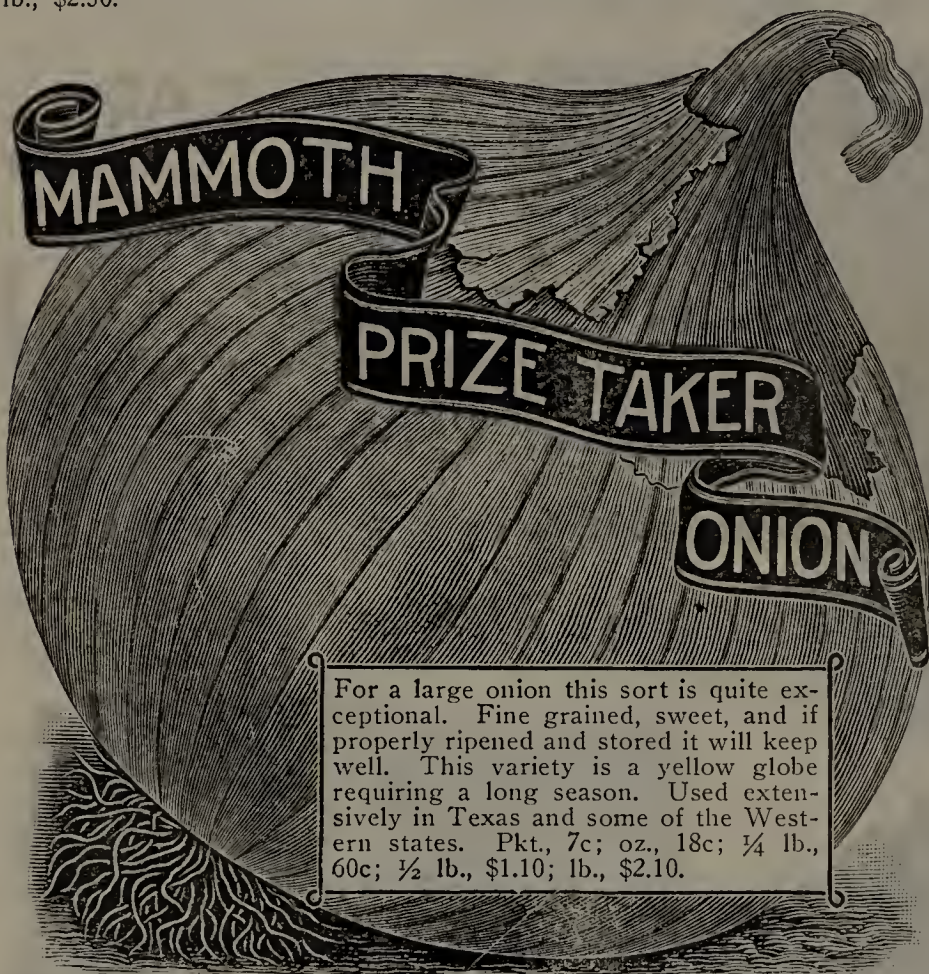 lb., $2.50.
MAMMOTH
PRIZE TAKER
ONION
For a large onion this sort is quite ex-
ceptional. Fine grained, sweet, and if
properly ripened and stored it will keep
well. This variety is a yellow globe
requiring a long season. Used exten-
sively in Texas and some of the West-
ern states. Pkt., 7c; oz., 18c; ¼ lb.,
60c; ½ lb., $1.10; lb., $2.10.